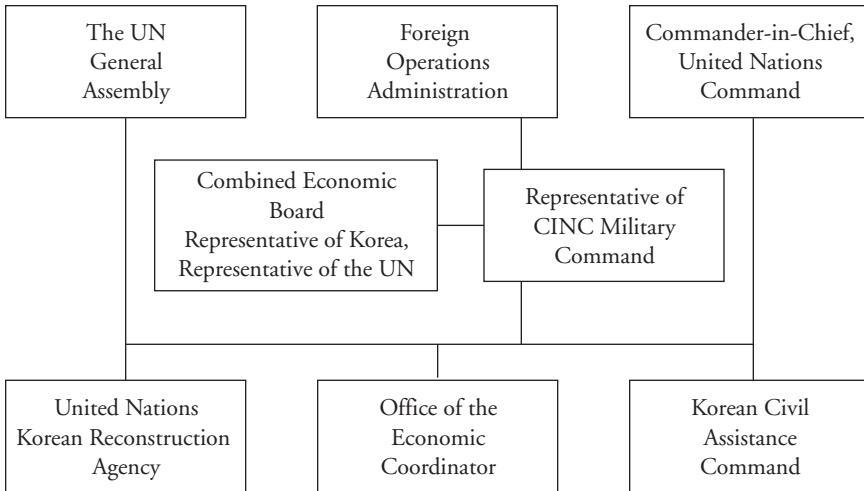 The UN
General
Assembly
Foreign
Operations
Administration
Commander-in-Chief,
United Nations
Command
Combined Economic
Board
Representative of Korea,
Representative of the UN
Representative of
CINC Military
Command
United Nations
Korean Reconstruction
Agency
Office of the
Economic
Coordinator
Korean Civil
Assistance
Command